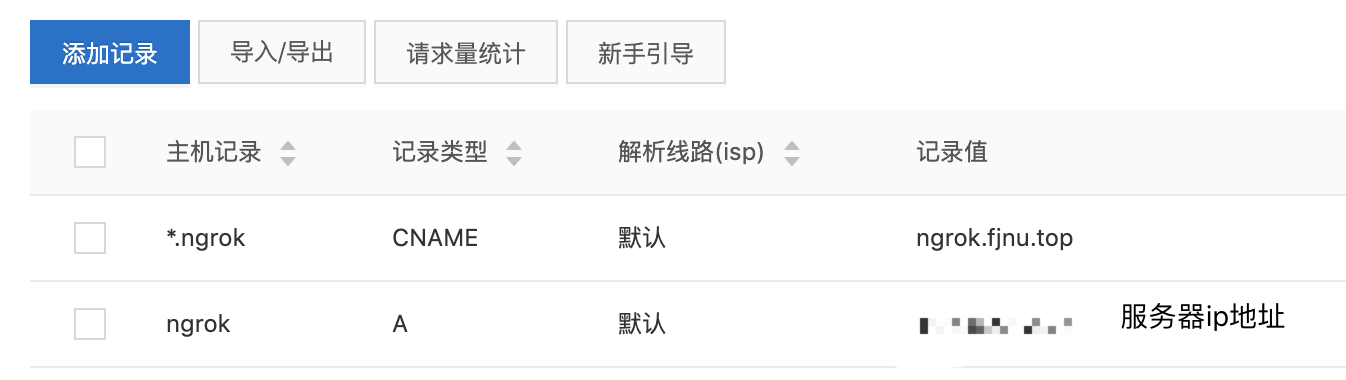 添加记录 导入/导出 请求量统计 新手引导
主机记录 记录类型 解析线路(isp) 记录值
*.ngrok CNAME 默认 ngrok.fjnu.top
ngrok A 默认 服务器ip地址